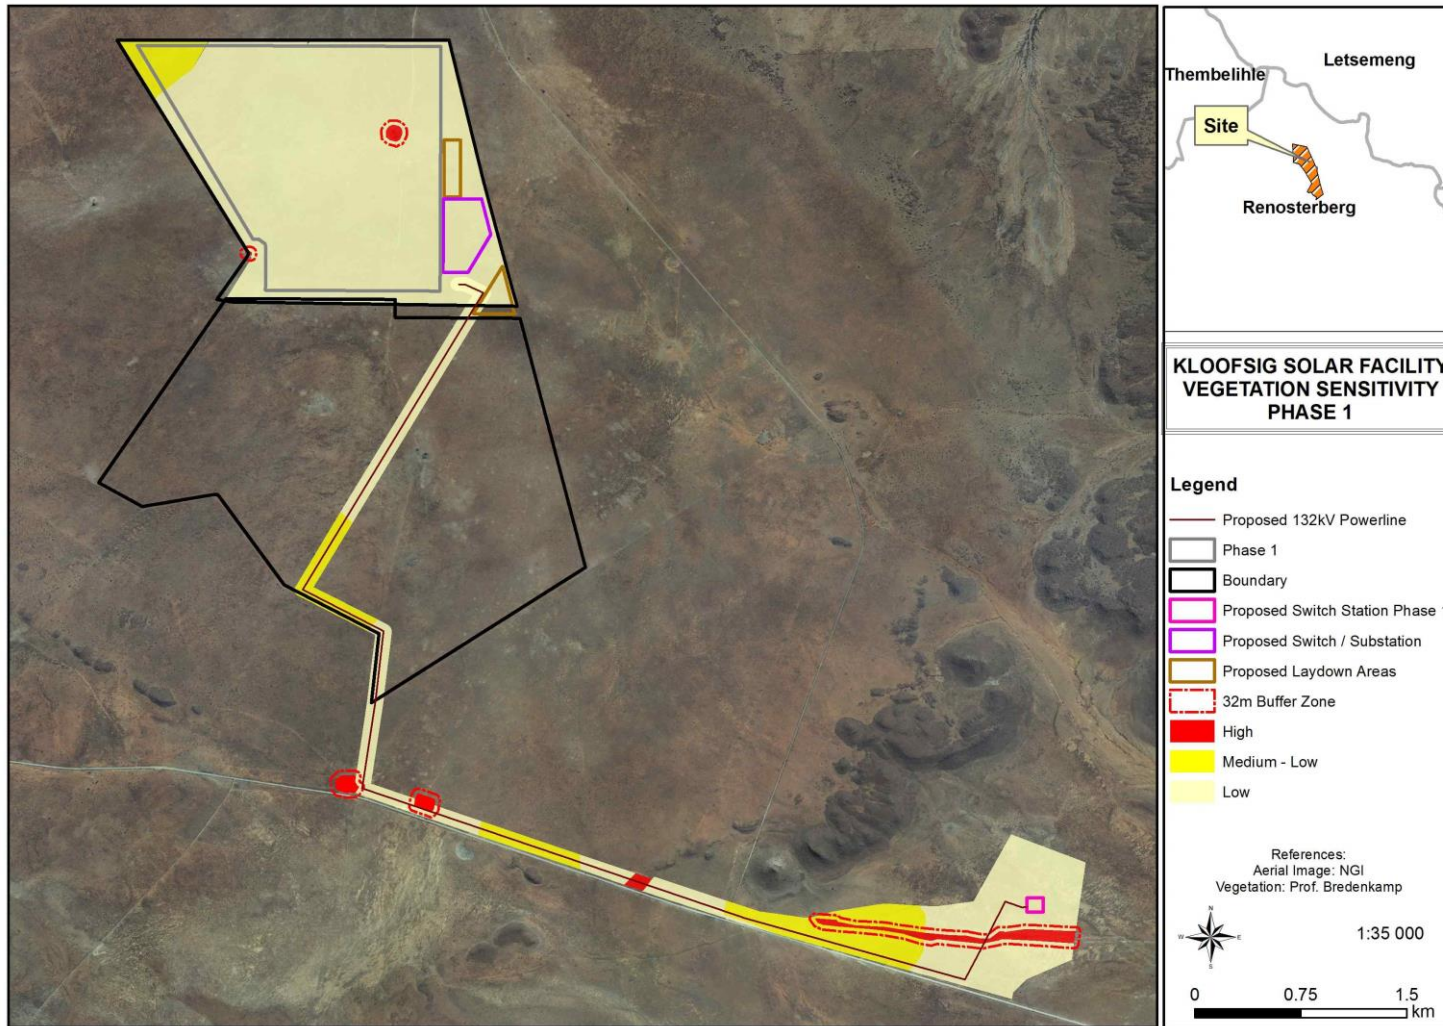 Thembelihle
Letsemeng
Site
Renosterberg
KLOOFSIG SOLAR FACILITY
VEGETATION SENSITIVITY
PHASE 1
Legend
Proposed 132kV Powerline
Phase 1
Boundary
Proposed Switch Station Phase
Proposed Switch / Substation
Proposed Laydown Areas
32m Buffer Zone
High
Medium - Low
Low
References:
Aerial Image: NGI
Vegetation: Prof. Bredenkamp
N
W
E
S
1:35 000
0 0.75 1.5
km